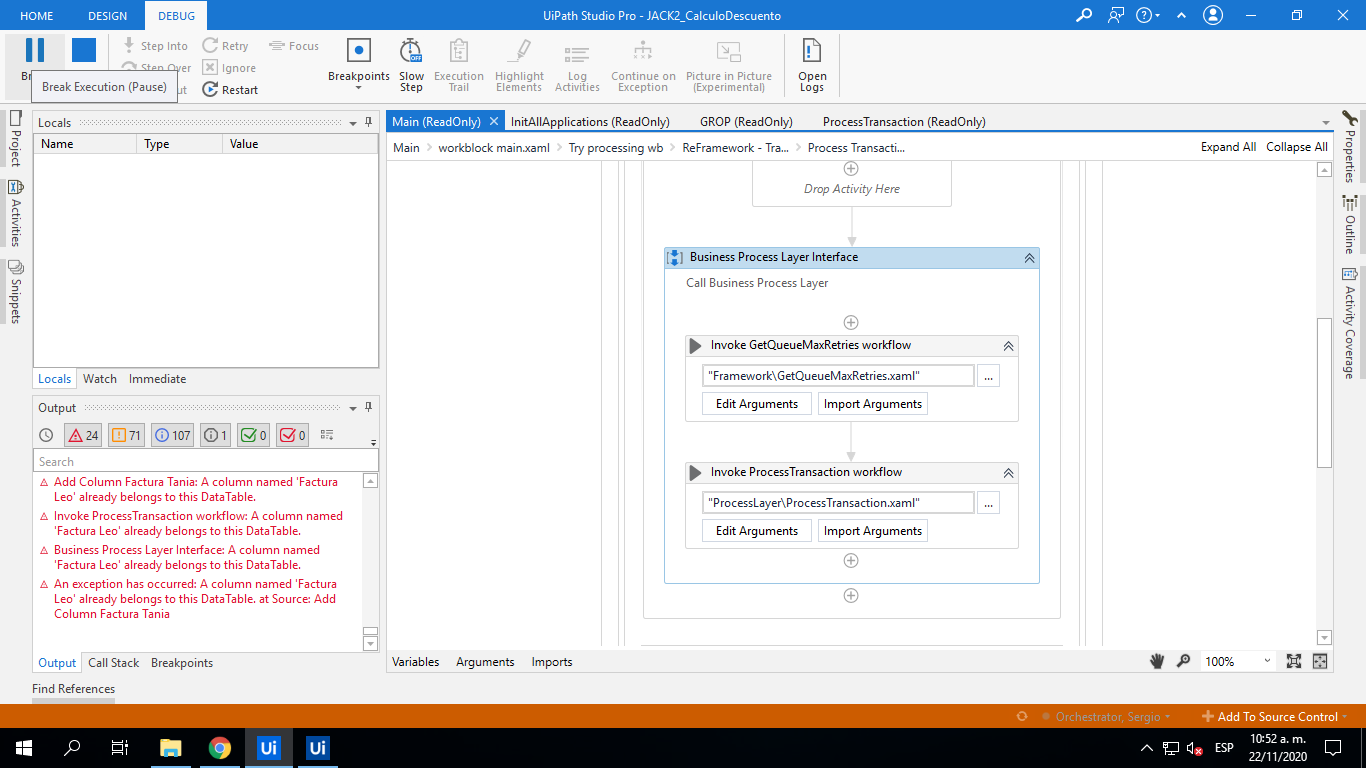 HOME DESIGN DEBUG
UiPath Studio Pro - JACK2_CalculoDescuento
Step Into
Step Over
Retry
Ignore
Restart
Focus
Break Execution (Pause)
Breakpoints
Slow
Step
OFF
Execution
Trail
Highlight
Elements
Log
Activities
Continue on
Exception
Picture in Picture
(Experimental)
Open
Logs
Project
Activities
Snippets
Locals
Name Type Value
Locals Watch Immediate
Output
24 71 107 1 0 0
Search
Add Column Factura Tania: A column named 'Factura
Leo' already belongs to this DataTable.
Invoke ProcessTransaction workflow: A column named
'Factura Leo' already belongs to this DataTable.
Business Process Layer Interface: A column named
'Factura Leo' already belongs to this DataTable.
An exception has occurred: A column named 'Factura
Leo' already belongs to this DataTable. at Source: Add
Column Factura Tania
Output Call Stack Breakpoints
Find References
Main (ReadOnly) InitAllApplications (ReadOnly) GROP (ReadOnly) ProcessTransaction (ReadOnly)
Main > workblock main.xaml > Try processing wb > ReFramework - Tra... > Process Transacti...
Expand All Collapse All
Drop Activity Here
Business Process Layer Interface
Call Business Process Layer
Invoke GetQueueMaxRetries workflow
"Framework\GetQueueMaxRetries.xaml" ...
Edit Arguments Import Arguments
Invoke ProcessTransaction workflow
"ProcessLayer\ProcessTransaction.xaml" ...
Edit Arguments Import Arguments
Variables Arguments Imports
100%
Properties
Outline
Activity Coverage
Orchestrator, Sergio
Add To Source Control
Ui Ui
ESP
10:52 a. m.
22/11/2020